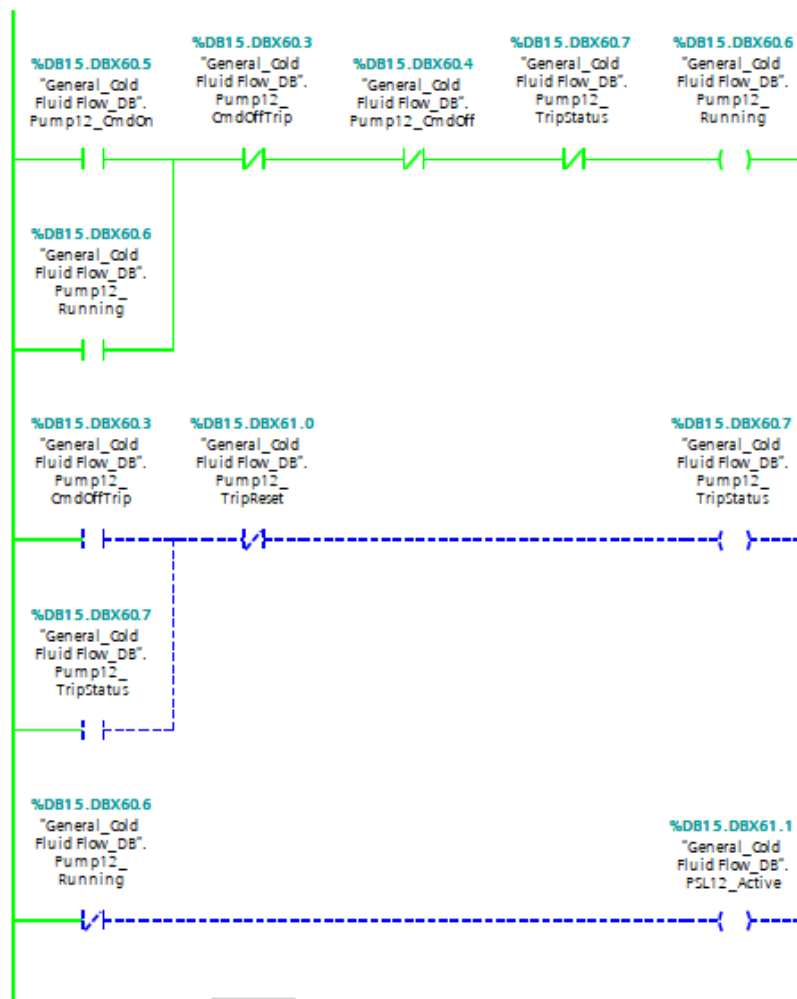 %DB15.DBX60.5
"General_Cold
Fluid Flow_DB".
Pump12_CmdOn
%DB15.DBX60.3
"General_Cold
Fluid Flow_DB".
Pump12_
CmdOffTrip
%DB15.DBX60.4
"General_Cold
Fluid Flow_DB".
Pump12_CmdOff
%DB15.DBX60.7
"General_Cold
Fluid Flow_DB".
Pump12_
TripStatus
%DB15.DBX60.6
"General_Cold
Fluid Flow_DB".
Pump12_
Running
%DB15.DBX60.6
"General_Cold
Fluid Flow_DB".
Pump12_
Running
%DB15.DBX60.3
"General_Cold
Fluid Flow_DB".
Pump12_
CmdOffTrip
%DB15.DBX61.0
"General_Cold
Fluid Flow_DB".
Pump12_
TripReset
%DB15.DBX60.7
"General_Cold
Fluid Flow_DB".
Pump12_
TripStatus
%DB15.DBX60.7
"General_Cold
Fluid Flow_DB".
Pump12_
TripStatus
%DB15.DBX60.6
"General_Cold
Fluid Flow_DB".
Pump12_
Running
%DB15.DBX61.1
"General_Cold
Fluid Flow_DB".
PSL12_Active